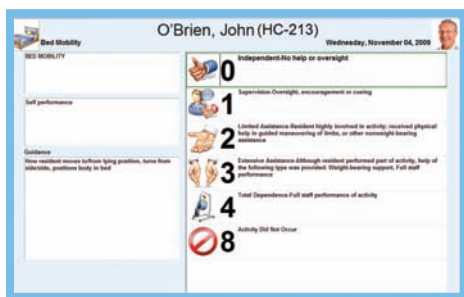 O'Brien, John (HC-213)
Bed Mobility
Wednesday, November 04, 2009
BED MOBILITY
Self performance
Guidance
How resident moves to/from lying position, turns from
side/side, positions body in bed
0
Independent-No help or oversight
1
Supervision-Oversight, encouragement or cueing
2
Limited Assistance-Resident highly involved in activity; received physical
help in guided maneuvering of limbs, or other nonweight-bearing
assistance
3
Extensive Assistance-Although resident performed part of activity, help of
the following type was provided: Weight-bearing support, Full staff
performance
4
Total Dependence-Full staff performance of activity
8
Activity Did Not Occur